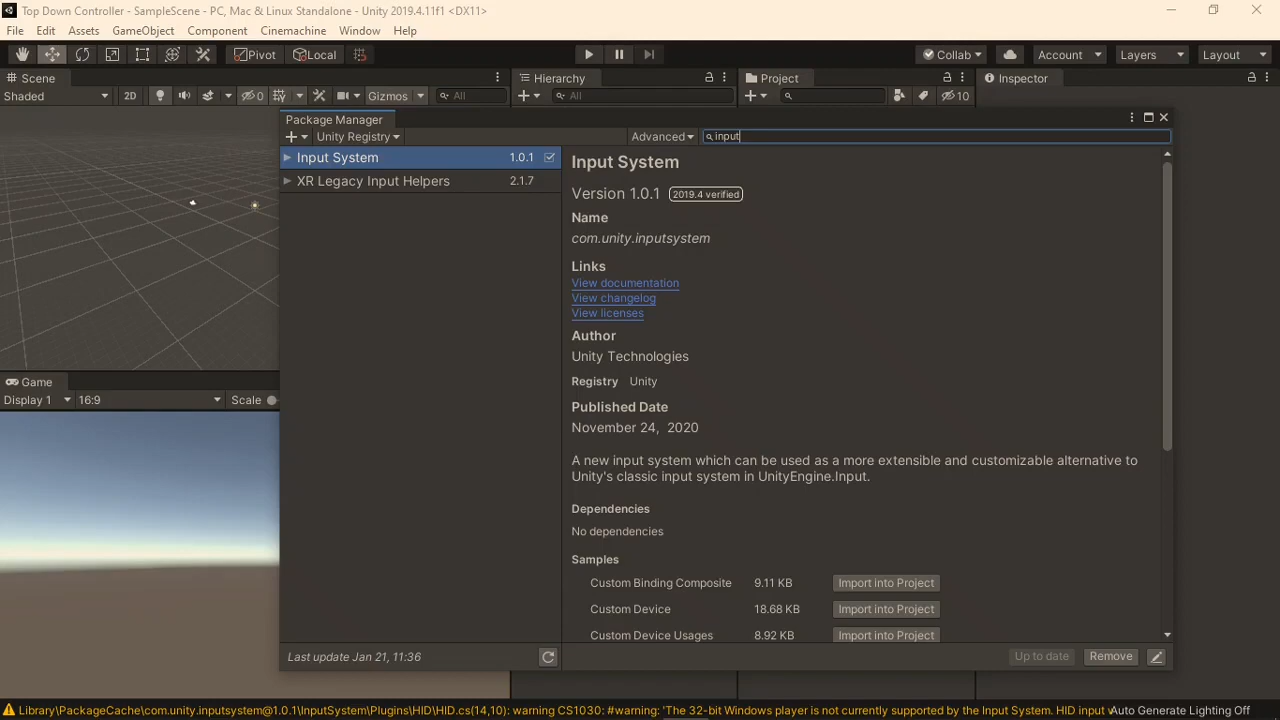 Top Down Controller - SampleScene - PC, Mac & Linux Standalone - Unity 2019.4.11f1 <DX11>
File Edit Assets GameObject Component Cinemachine Window Help
Pivot Local Collab Account Layers Layout
Scene Hierarchy Project Inspector
Shaded 2D 0 Gizmos All All 10
Package Manager
Unity Registry Advanced input
Input System 1.0.1
XR Legacy Input Helpers 2.1.7
Input System
Version 1.0.1 2019.4 verified
Name
com.unity.inputsystem
Links
View documentation
View changelog
View licenses
Author
Unity Technologies
Registry Unity
Published Date
November 24, 2020
A new input system which can be used as a more extensible and customizable alternative to
Unity's classic input system in UnityEngine.Input.
Dependencies
No dependencies
Samples
Custom Binding Composite 9.11 KB Import into Project
Custom Device 18.68 KB Import into Project
Custom Device Usages 8.92 KB Import into Project
Last update Jan 21, 11:36
Up to date Remove
Game
Display 1 16:9 Scale
Library\PackageCache\com.unity.inputsystem@1.0.1\InputSystem\Plugins\HID\HID.cs(14,10): warning CS1030: #warning: 'The 32-bit Windows player is not currently supported by the Input System. HID input Auto Generate Lighting Off